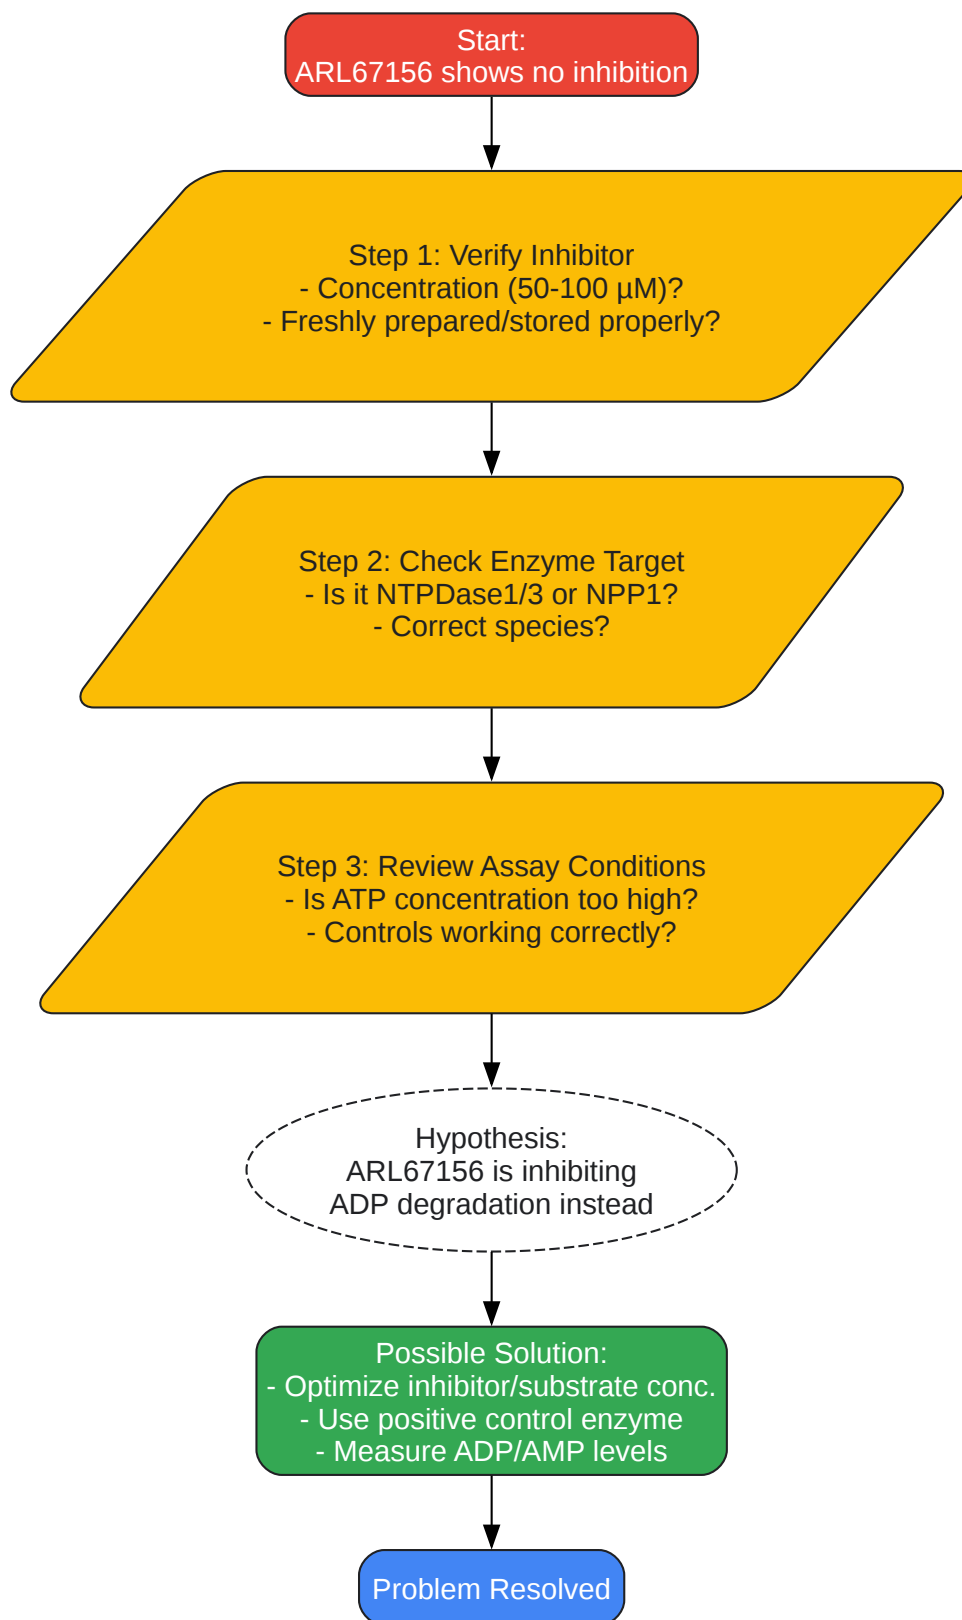 Start:
ARL67156 shows no inhibition
Step 1: Verify Inhibitor
- Concentration (50-100 µM)?
- Freshly prepared/stored properly?
Step 2: Check Enzyme Target
- Is it NTPDase1/3 or NPP1?
- Correct species?
Step 3: Review Assay Conditions
- Is ATP concentration too high?
- Controls working correctly?
Hypothesis:
ARL67156 is inhibiting
ADP degradation instead
Possible Solution:
- Optimize inhibitor/substrate conc.
- Use positive control enzyme
- Measure ADP/AMP levels
Problem Resolved